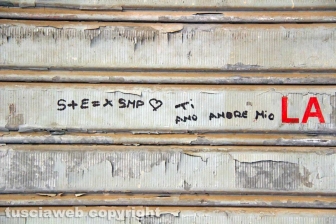 S+E=X SMP ♡ Ti
AMO AMORE MiO LA
tusciaweb copyright